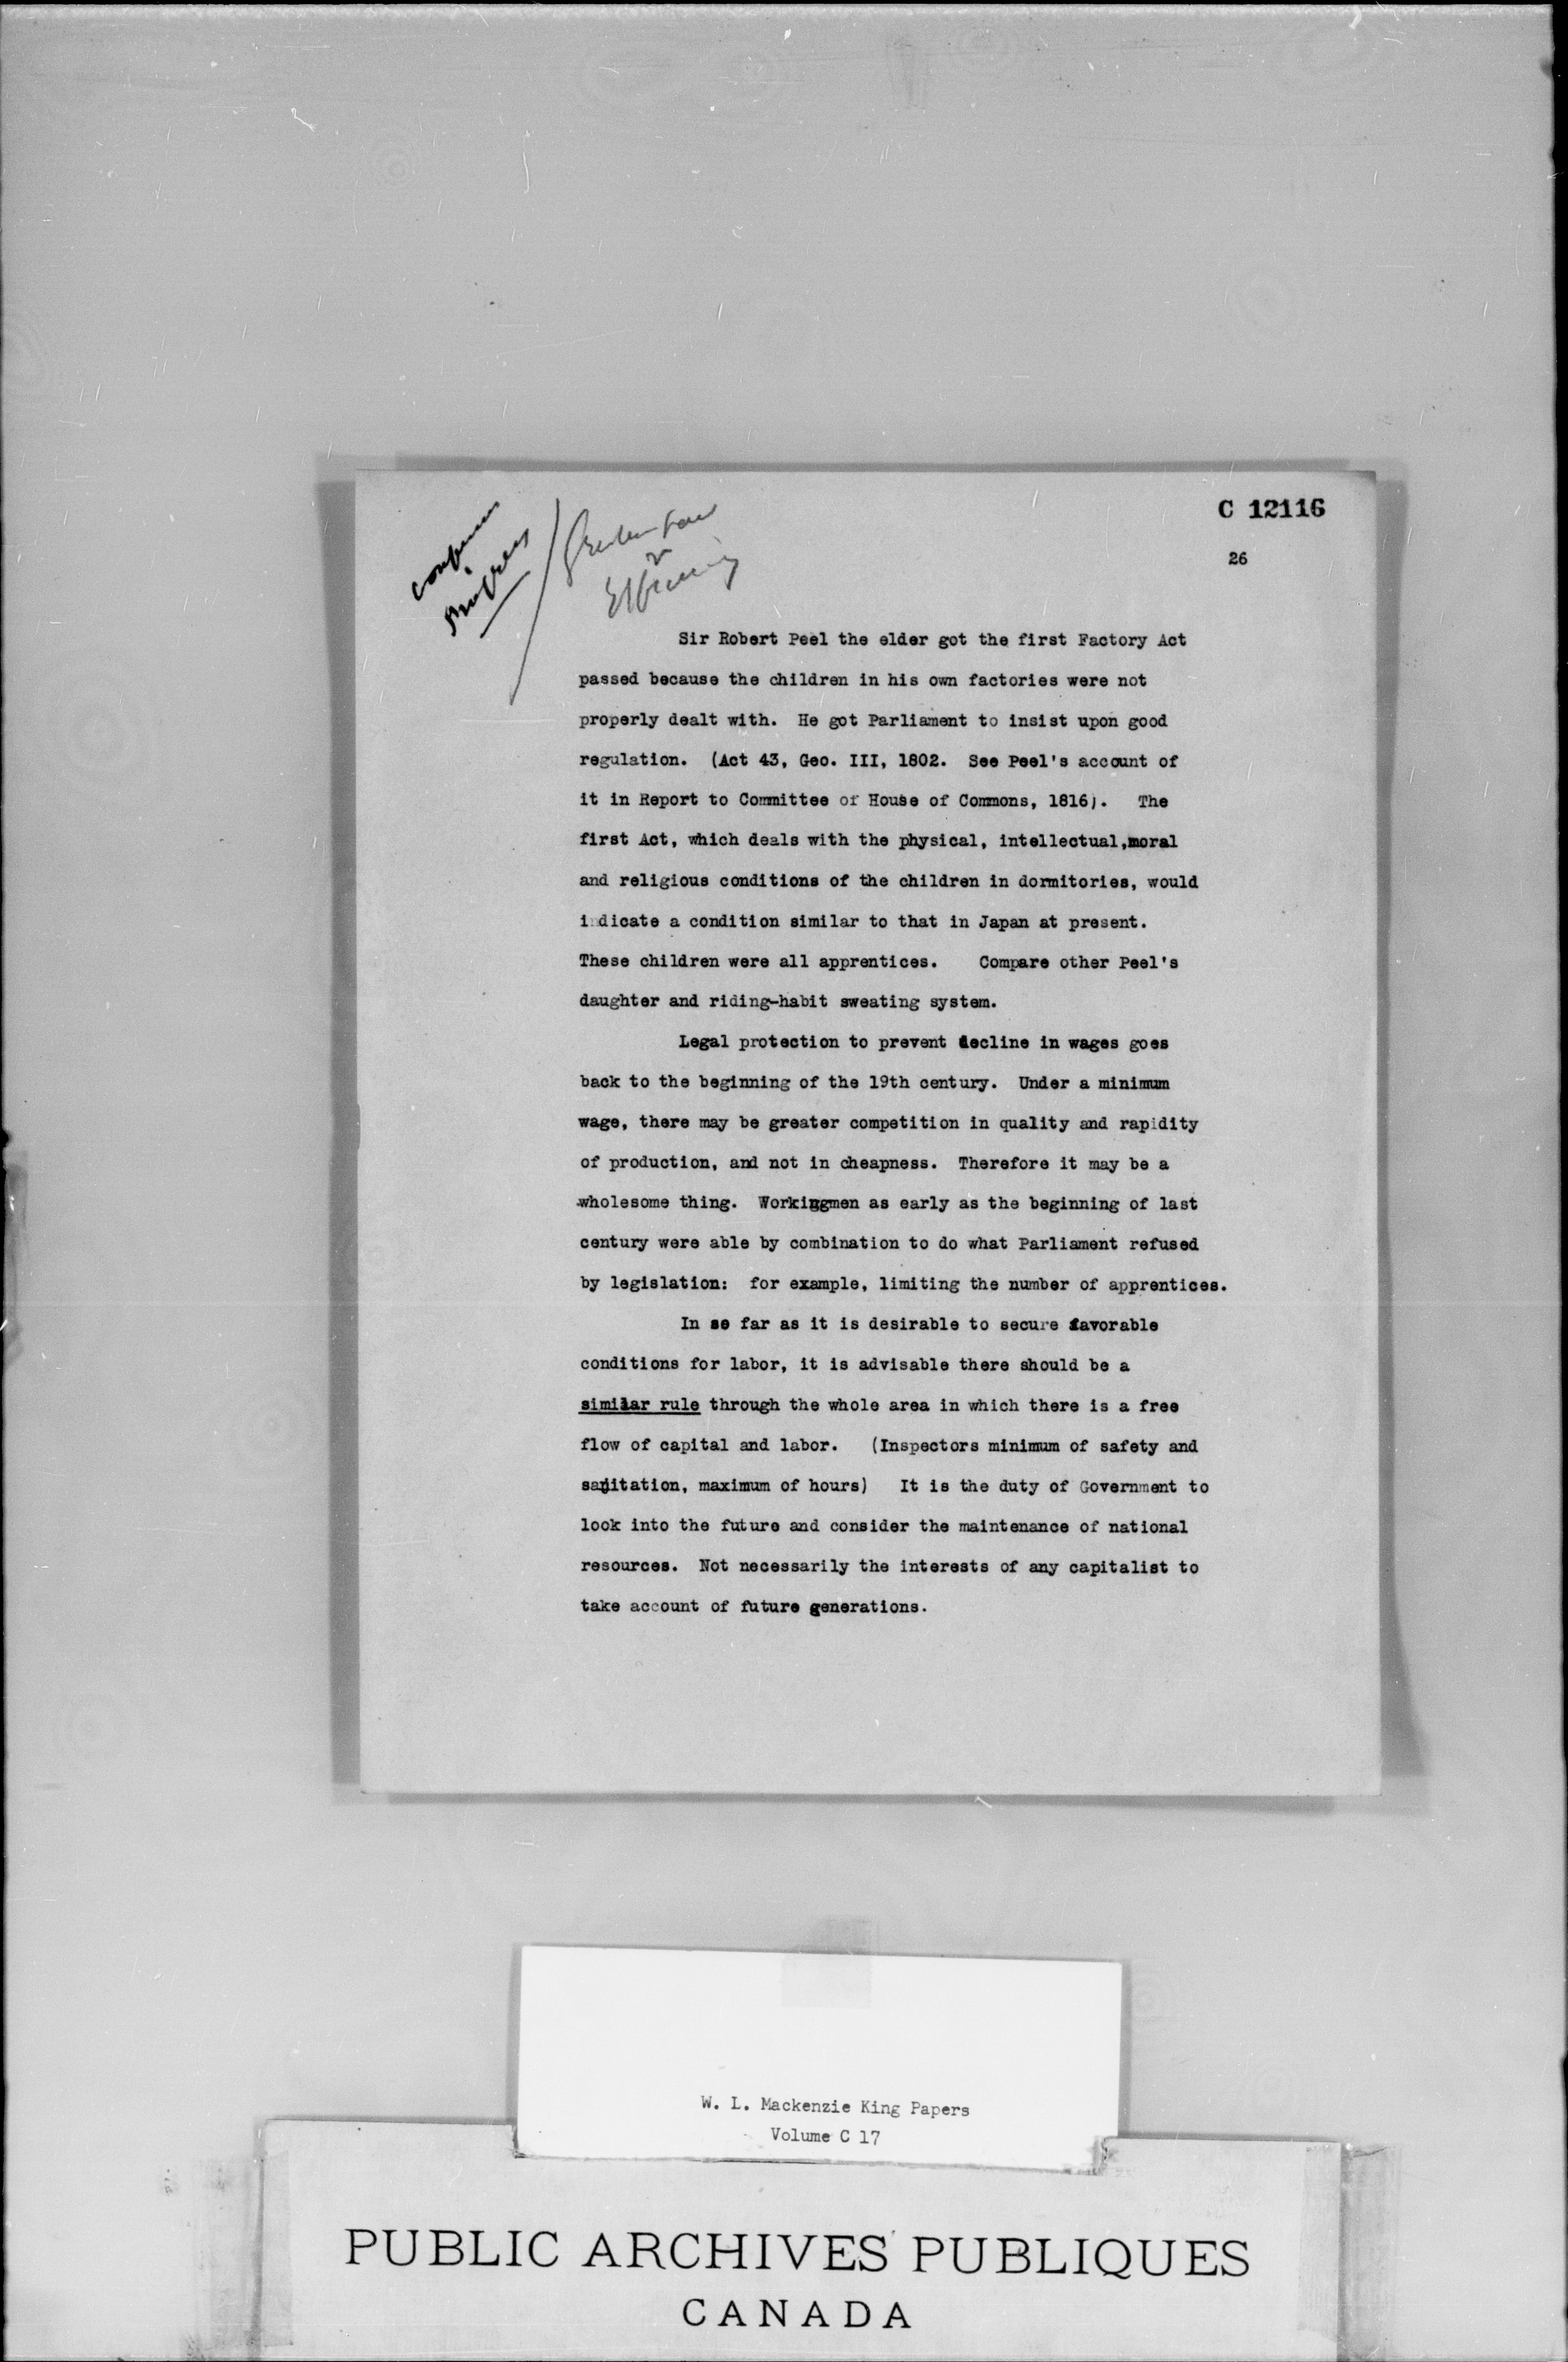 C 12116
26
Sir Robert Peel the elder got the first Factory Act
passed because the children in his own factories were not
properly dealt with. He got Parliament to insist upon good
regulation. (Act 43, Geo. III, 1802. See Peel's account of
it in Report to Committee of House of Commons, 1816). The
first Act, which deals with the physical, intellectual,moral
and religious conditions of the children in dormitories, would
indicate a condition similar to that in Japan at present.
These children were all apprentices. Compare other Peel's
daughter and riding-habit sweating system.
Legal protection to prevent decline in wages goes
back to the beginning of the 19th century. Under a minimum
wage, there may be greater competition in quality and rapidity
of production, and not in cheapness. Therefore it may be a
wholesome thing. Workingmen as early as the beginning of last
century were able by combination to do what Parliament refused
by legislation: for example, limiting the number of apprentices.
In so far as it is desirable to secure favorable
conditions for labor, it is advisable there should be a
similar rule through the whole area in which there is a free
flow of capital and labor. (Inspectors minimum of safety and
sanitation, maximum of hours) It is the duty of Government to
look into the future and consider the maintenance of national
resources. Not necessarily the interests of any capitalist to
take account of future generations.
W. L. Mackenzie King Papers
Volume C 17
PUBLIC ARCHIVES PUBLIQUES
CANADA